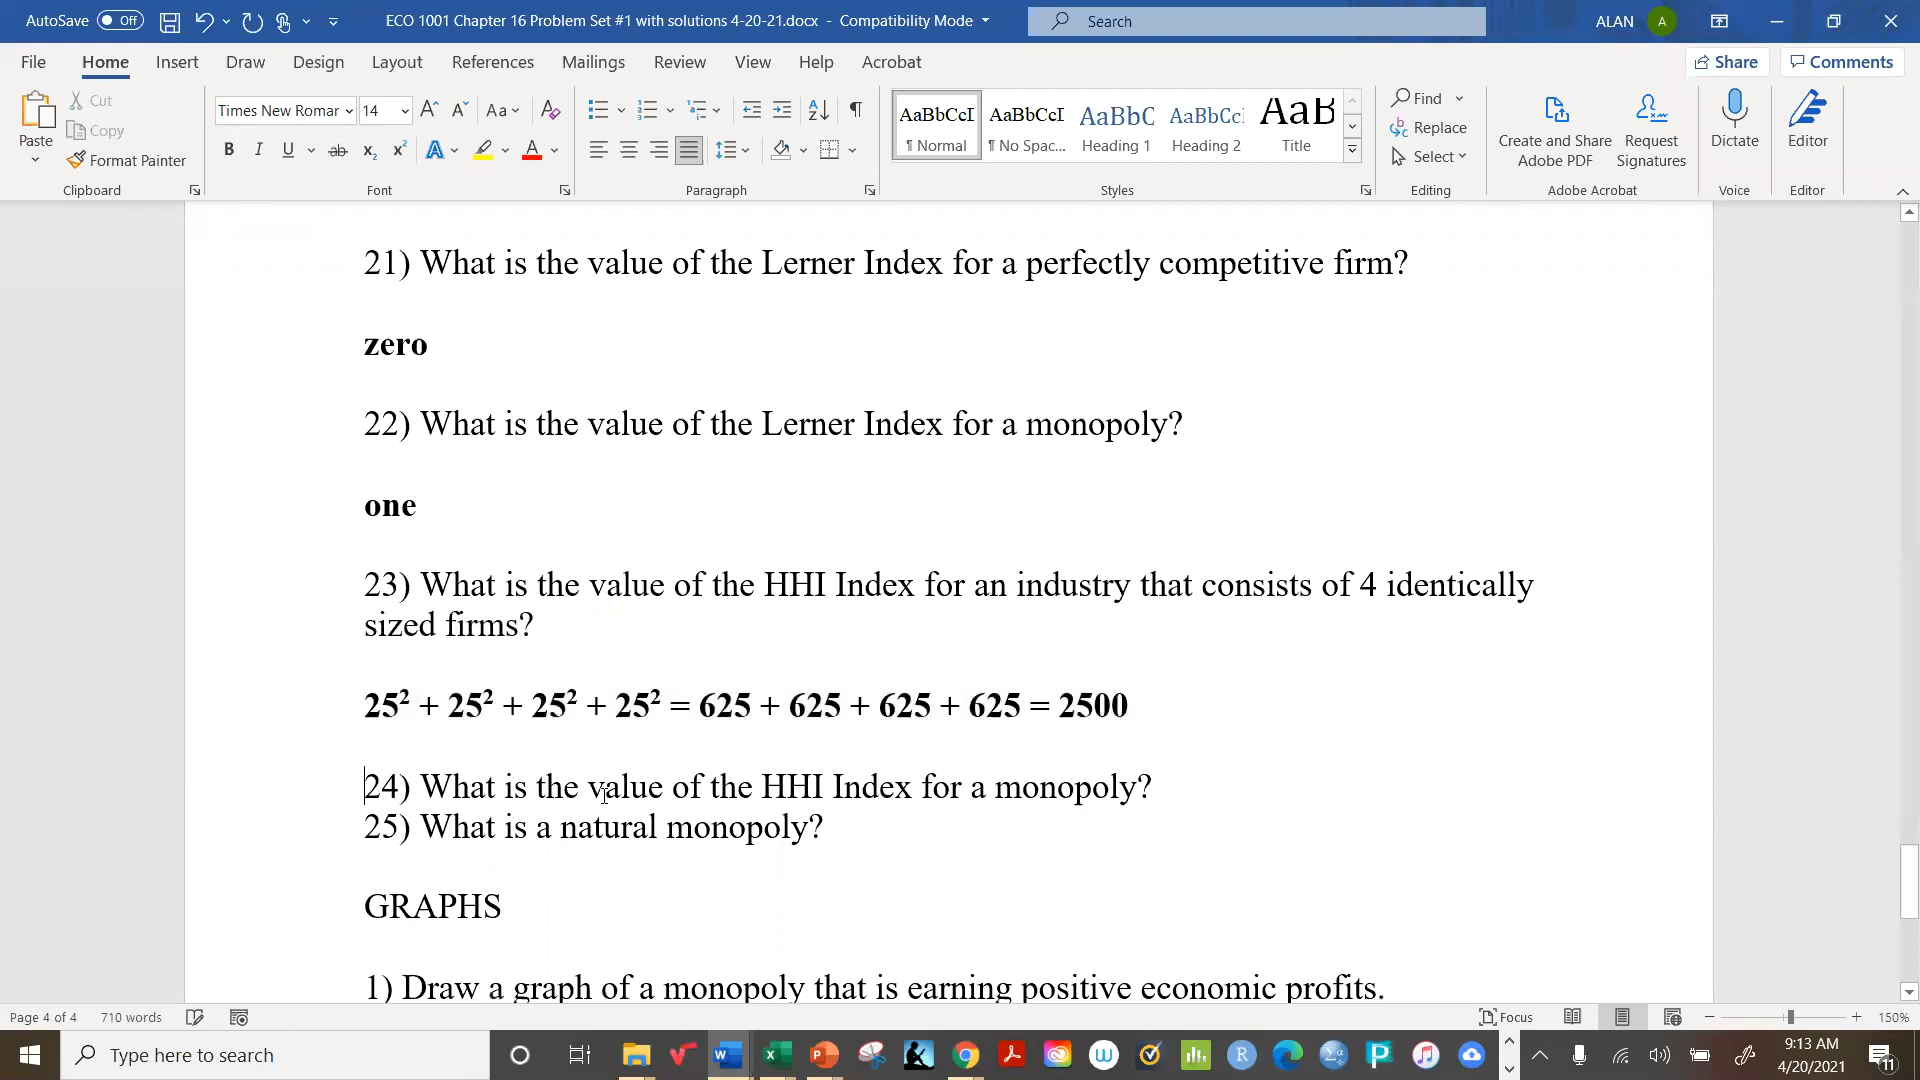 AutoSave Off ECO 1001 Chapter 16 Problem Set #1 with solutions 4-20-21.docx - Compatibility Mode Search ALAN A
File Home Insert Draw Design Layout References Mailings Review View Help Acrobat Share Comments
Paste Cut Copy Format Painter
Times New Romar 14 Aa
B I U ab x₂ x² A A
AaBbCcI ¶ Normal AaBbCcI ¶ No Spac... AaBbC Heading 1 AaBbCc Heading 2 AaB Title
Find Replace Select
Create and Share Adobe PDF Request Signatures Dictate Editor
Clipboard Font Paragraph Styles Editing Adobe Acrobat Voice Editor
21) What is the value of the Lerner Index for a perfectly competitive firm?
zero
22) What is the value of the Lerner Index for a monopoly?
one
23) What is the value of the HHI Index for an industry that consists of 4 identically
sized firms?
25² + 25² + 25² + 25² = 625 + 625 + 625 + 625 = 2500
24) What is the value of the HHI Index for a monopoly?
25) What is a natural monopoly?
GRAPHS
1) Draw a graph of a monopoly that is earning positive economic profits.
Page 4 of 4 710 words Focus 150%
Type here to search 9:13 AM
4/20/2021 11